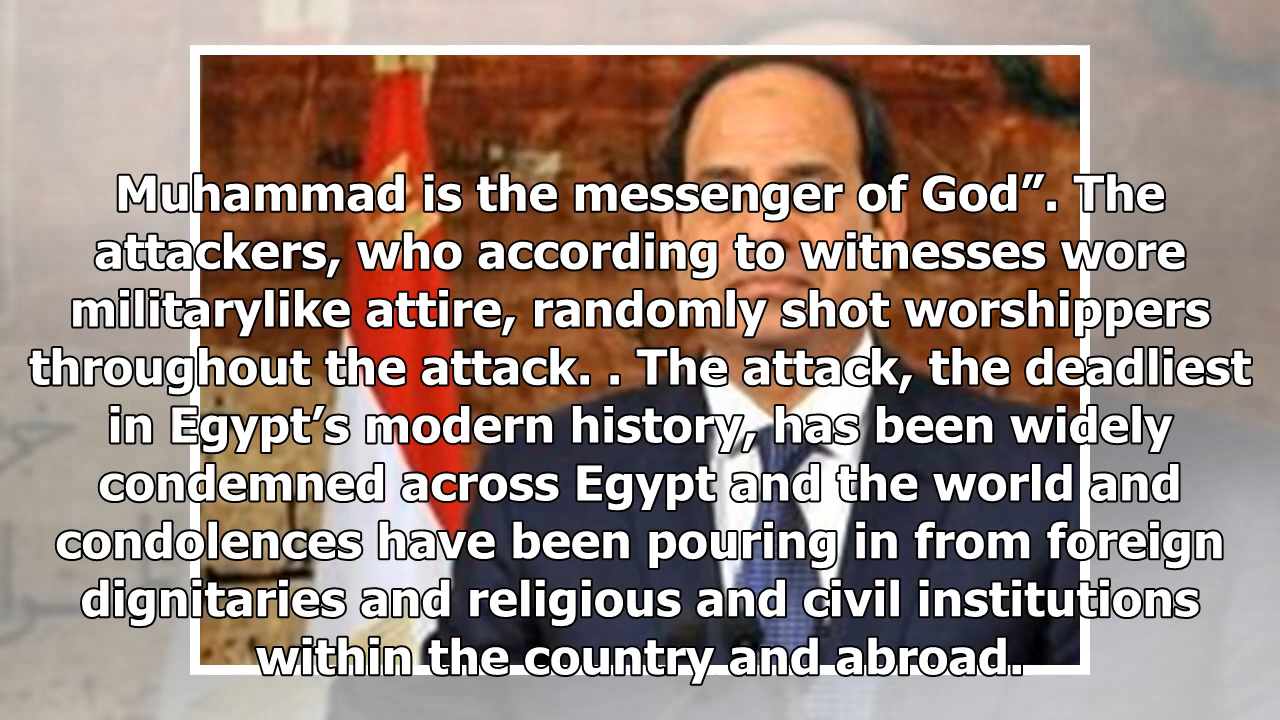 Muhammad is the messenger of God”. The
attackers, who according to witnesses wore
militarylike attire, randomly shot worshippers
throughout the attack. . The attack, the deadliest
in Egypt’s modern history, has been widely
condemned across Egypt and the world and
condolences have been pouring in from foreign
dignitaries and religious and civil institutions
within the country and abroad.